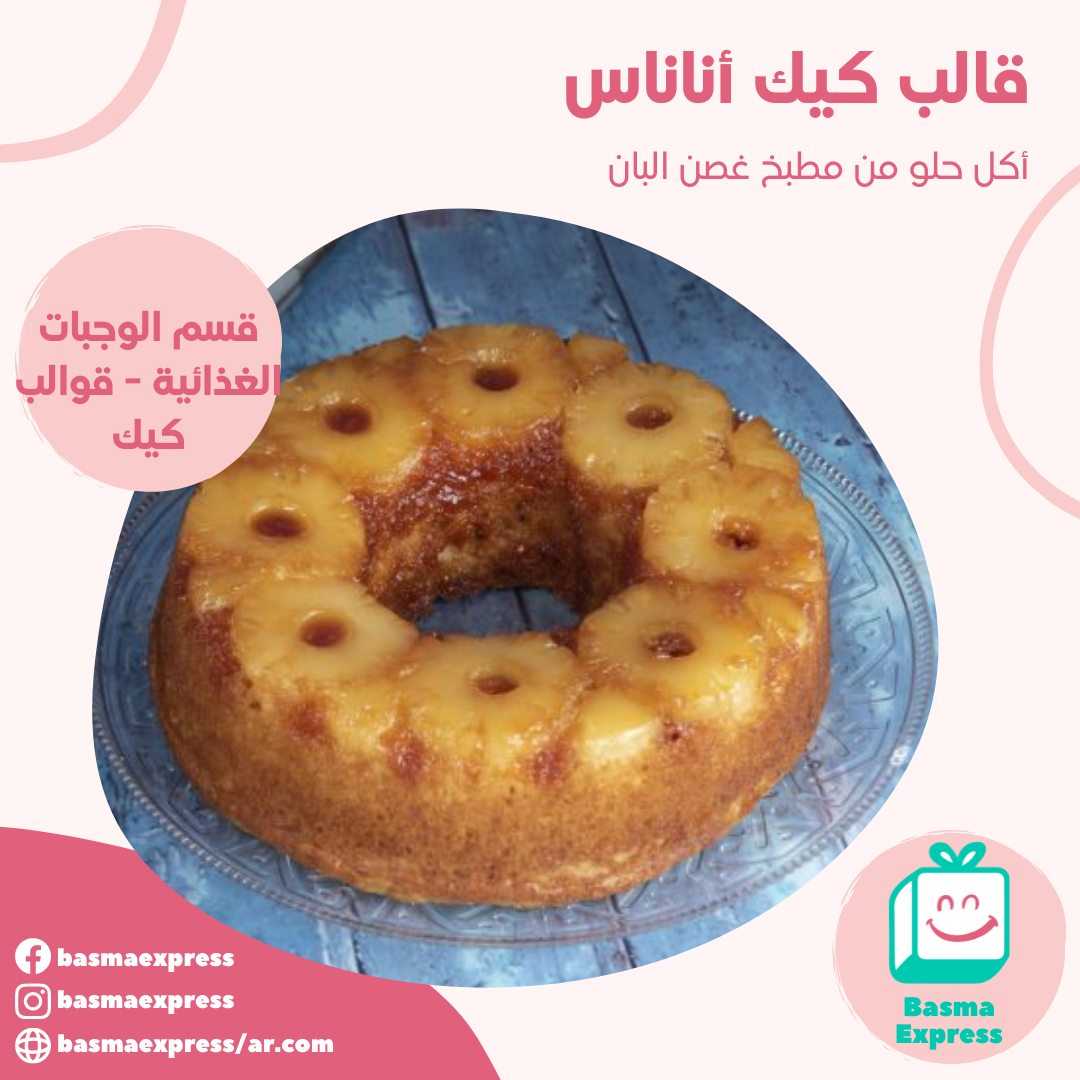 قالب كيك أناناس
أكل حلو من مطبخ غصن البان
قسم الوجبات
الغذائية - قوالب
كيك
basmaexpress
basmaexpress
basmaexpress/ar.com
Basma
Express